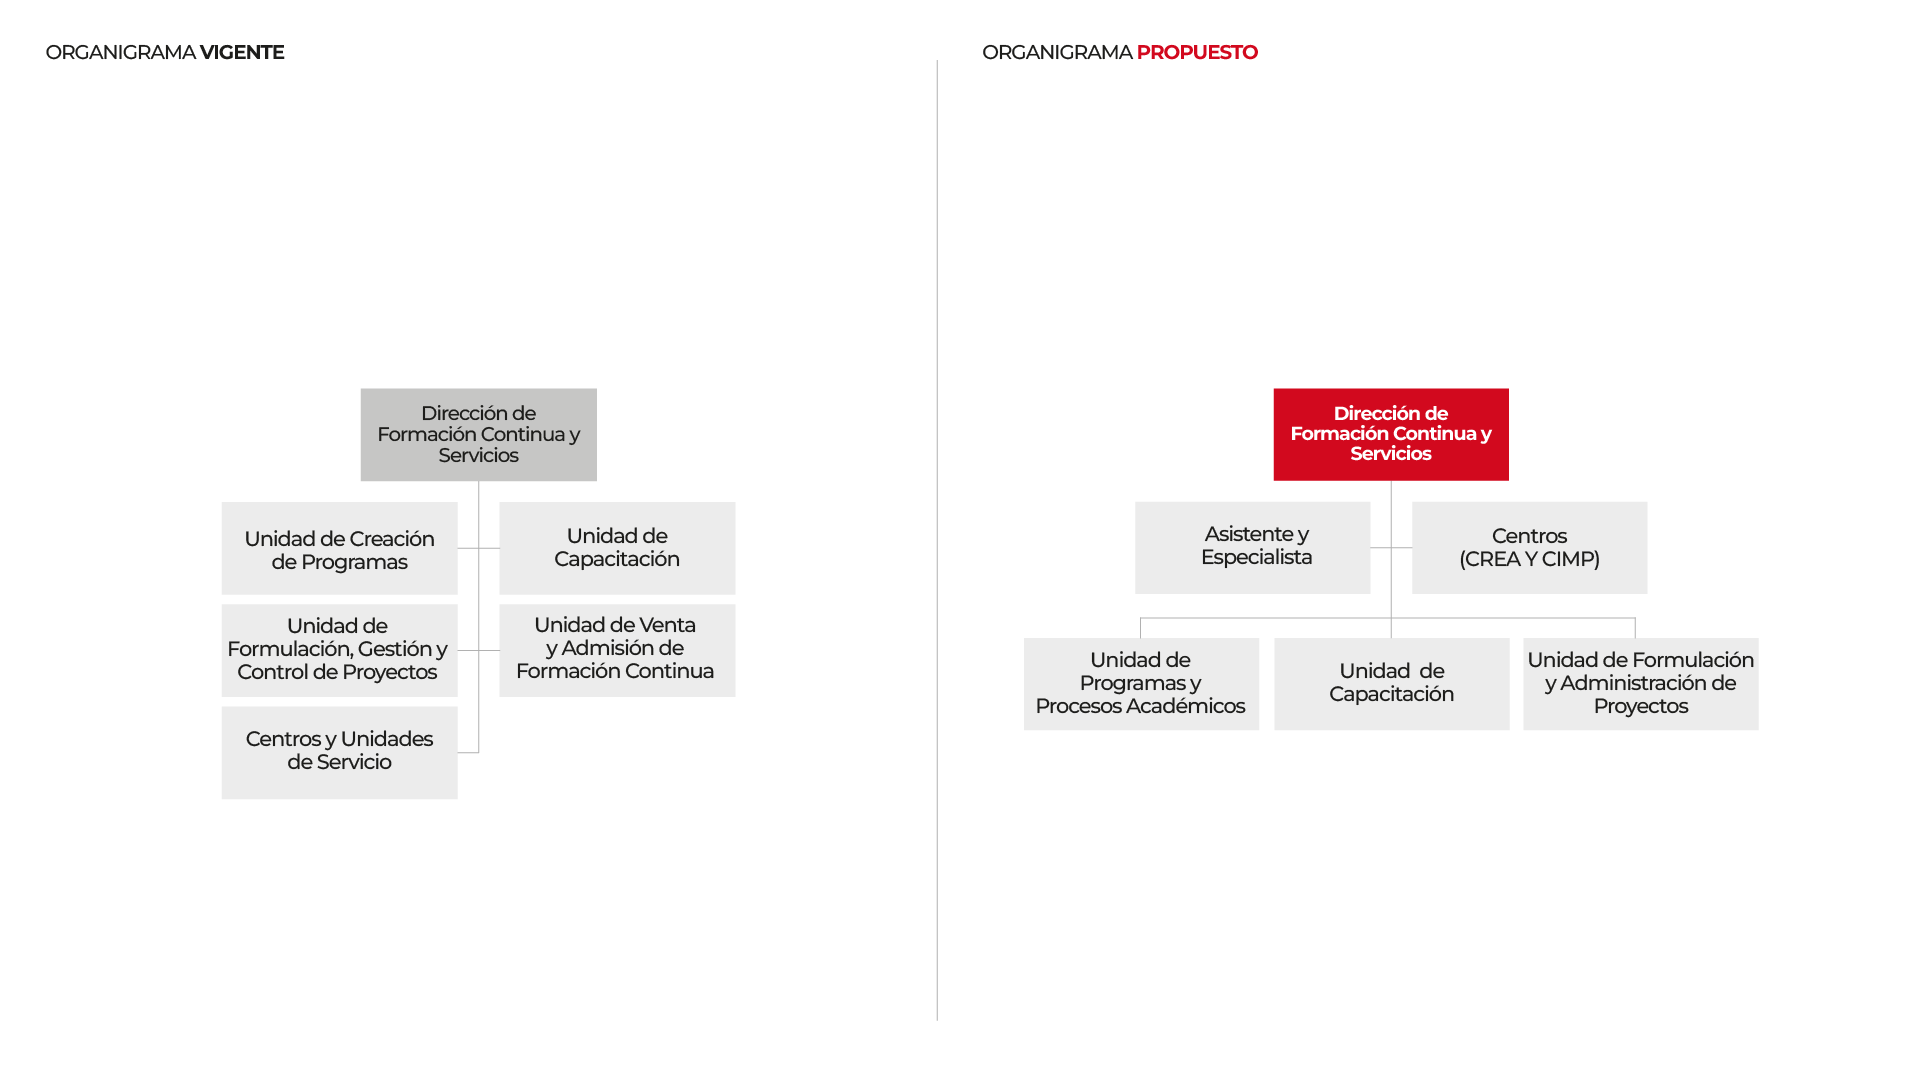 ORGANIGRAMA VIGENTE
Dirección de
Formación Continua y
Servicios
Unidad de Creación
de Programas
Unidad de
Capacitación
Unidad de
Formulación, Gestión y
Control de Proyectos
Unidad de Venta
y Admisión de
Formación Continua
Centros y Unidades
de Servicio
ORGANIGRAMA PROPUESTO
Dirección de
Formación Continua y
Servicios
Asistente y
Especialista
Centros
(CREA Y CIMP)
Unidad de
Programas y
Procesos Académicos
Unidad de
Capacitación
Unidad de Formulación
y Administración de
Proyectos